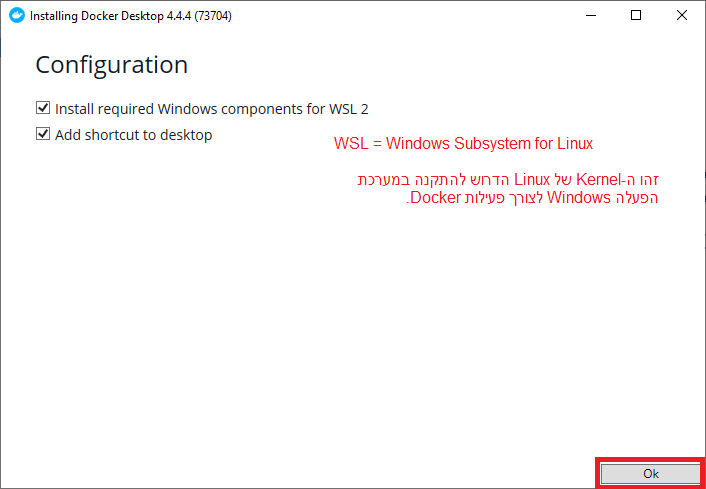 Installing Docker Desktop 4.4.4 (73704)
Configuration
Install required Windows components for WSL 2
Add shortcut to desktop
WSL = Windows Subsystem for Linux
זהו ה-Kernel של Linux הדרוש להתקנה במערכת
הפעלה Windows לצורך פעילות Docker.
Ok